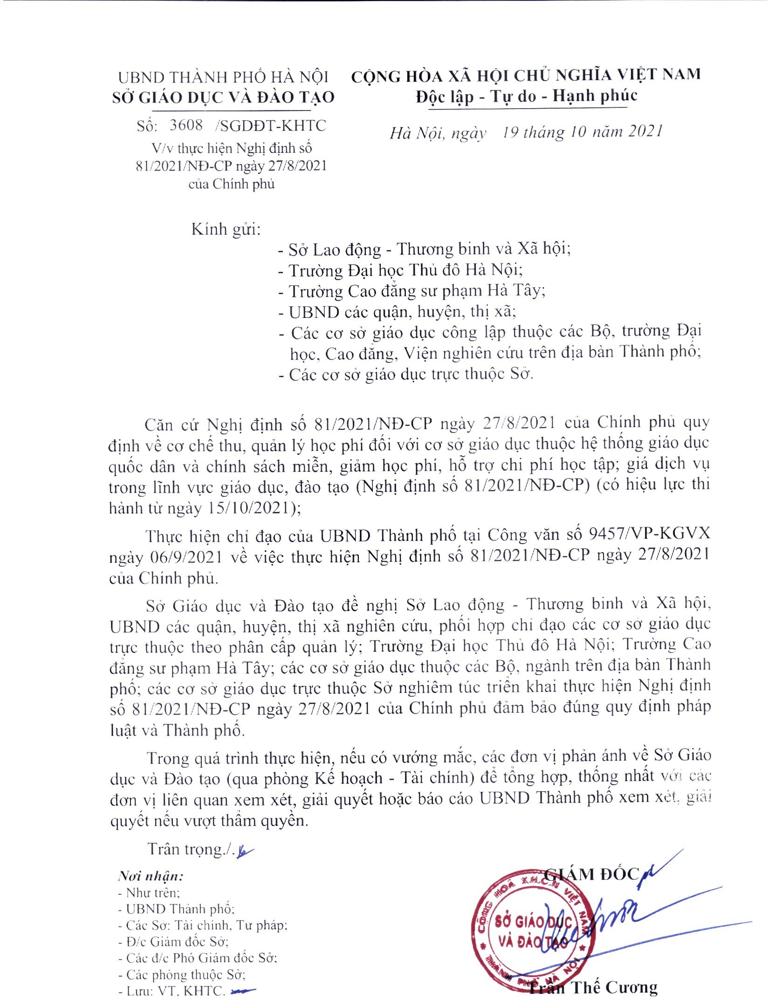 UBND THÀNH PHỐ HÀ NỘI
SỞ GIÁO DỤC VÀ ĐÀO TẠO
Số: 3608 /SGDĐT-KHTC
V/v thực hiện Nghị định số
81/2021/NĐ-CP ngày 27/8/2021
của Chính phủ
CỘNG HÒA XÃ HỘI CHỦ NGHĨA VIỆT NAM
Độc lập - Tự do - Hạnh phúc
Hà Nội, ngày 19 tháng 10 năm 2021
Kính gửi:
- Sở Lao động - Thương binh và Xã hội;
- Trường Đại học Thủ đô Hà Nội;
- Trường Cao đẳng sư phạm Hà Tây;
- UBND các quận, huyện, thị xã;
- Các cơ sở giáo dục công lập thuộc các Bộ, trường Đại
học, Cao đẳng, Viện nghiên cứu trên địa bàn Thành phố;
- Các cơ sở giáo dục trực thuộc Sở.
Căn cứ Nghị định số 81/2021/NĐ-CP ngày 27/8/2021 của Chính phủ quy
định về cơ chế thu, quản lý học phí đối với cơ sở giáo dục thuộc hệ thống giáo dục
quốc dân và chính sách miễn, giảm học phí, hỗ trợ chi phí học tập; giá dịch vụ
trong lĩnh vực giáo dục, đào tạo (Nghị định số 81/2021/NĐ-CP) (có hiệu lực thi
hành từ ngày 15/10/2021);
Thực hiện chỉ đạo của UBND Thành phố tại Công văn số 9457/VP-KGVX
ngày 06/9/2021 về việc thực hiện Nghị định số 81/2021/NĐ-CP ngày 27/8/2021
của Chính phủ.
Sở Giáo dục và Đào tạo đề nghị Sở Lao động - Thương binh và Xã hội,
UBND các quận, huyện, thị xã nghiên cứu, phối hợp chỉ đạo các cơ sở giáo dục
trực thuộc theo phân cấp quản lý; Trường Đại học Thủ đô Hà Nội; Trường Cao
đẳng sư phạm Hà Tây; các cơ sở giáo dục thuộc các Bộ, ngành trên địa bàn Thành
phố; các cơ sở giáo dục trực thuộc Sở nghiêm túc triển khai thực hiện Nghị định
số 81/2021/NĐ-CP ngày 27/8/2021 của Chính phủ đảm bảo đúng quy định pháp
luật và Thành phố.
Trong quá trình thực hiện, nếu có vướng mắc, các đơn vị phản ánh về Sở Giáo
dục và Đào tạo (qua phòng Kế hoạch - Tài chính) để tổng hợp, thống nhất với các
đơn vị liên quan xem xét, giải quyết hoặc báo cáo UBND Thành phố xem xét, giải
quyết nếu vượt thẩm quyền.
Trân trọng./.
Nơi nhận:
- Như trên;
- UBND Thành phố;
- Các Sở: Tài chính, Tư pháp;
- Đ/c Giám đốc Sở;
- Các đ/c Phó Giám đốc Sở;
- Các phòng thuộc Sở;
- Lưu: VT, KHTC.
GIÁM ĐỐC
CỘNG HOÀ X.H.C.N VIỆT NAM
SỞ GIÁO DỤC
VÀ ĐÀO TẠO
THÀNH PHỐ HÀ NỘI
Trần Thế Cương